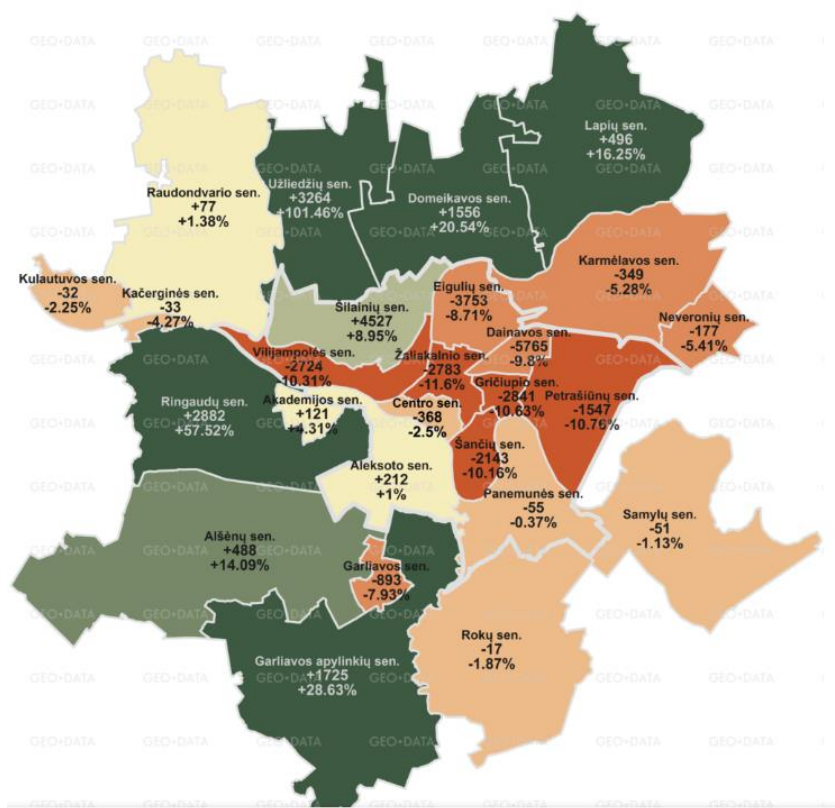 GEO•DATA
Lapių sen.
+496
+16.25%
Užliedžių sen.
+3264
+101.46%
Domeikavos sen.
+1556
+20.54%
Raudondvario sen.
+77
+1.38%
Karmėlavos sen.
-349
-5.28%
Kulautuvos sen.
-32
-2.25%
Kačerginės sen.
-33
-4.27%
Šilainių sen.
+4527
+8.95%
Eigulių sen.
-3753
-8.71%
Neveronių sen.
-177
-5.41%
Dainavos sen.
-5765
-9.8%
Vilijampolės sen.
-2724
-10.31%
Žaliakalnio sen.
-2783
-11.6%
Gričiupio sen.
-2841
-10.63%
Petrašiūnų sen.
-1547
-10.76%
Ringaudų sen.
+2882
+57.52%
Akademijos sen.
+121
+4.31%
Centro sen.
-368
-2.5%
Šančių sen.
-2143
-10.16%
Aleksoto sen.
+212
+1%
Panemunės sen.
-55
-0.37%
Samylų sen.
-51
-1.13%
Alšėnų sen.
+488
+14.09%
Garliavos sen.
-893
-7.93%
Rokų sen.
-17
-1.87%
Garliavos apylinkių sen.
+1725
+28.63%